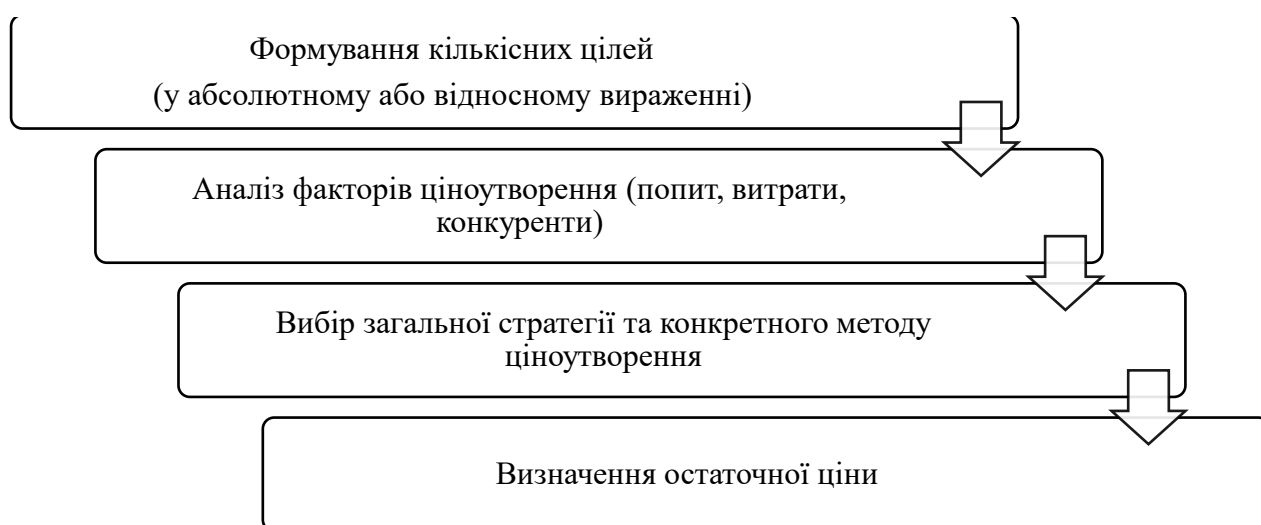 Формування кількісних цілей
(у абсолютному або відносному вираженні)
Аналіз факторів ціноутворення (попит, витрати,
конкуренти)
Вибір загальної стратегії та конкретного методу
ціноутворення
Визначення остаточної ціни